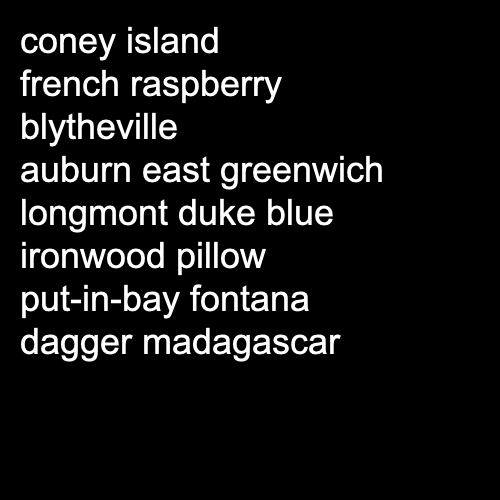 coney island
french raspberry
blytheville
auburn east greenwich
longmont duke blue
ironwood pillow
put-in-bay fontana
dagger madagascar